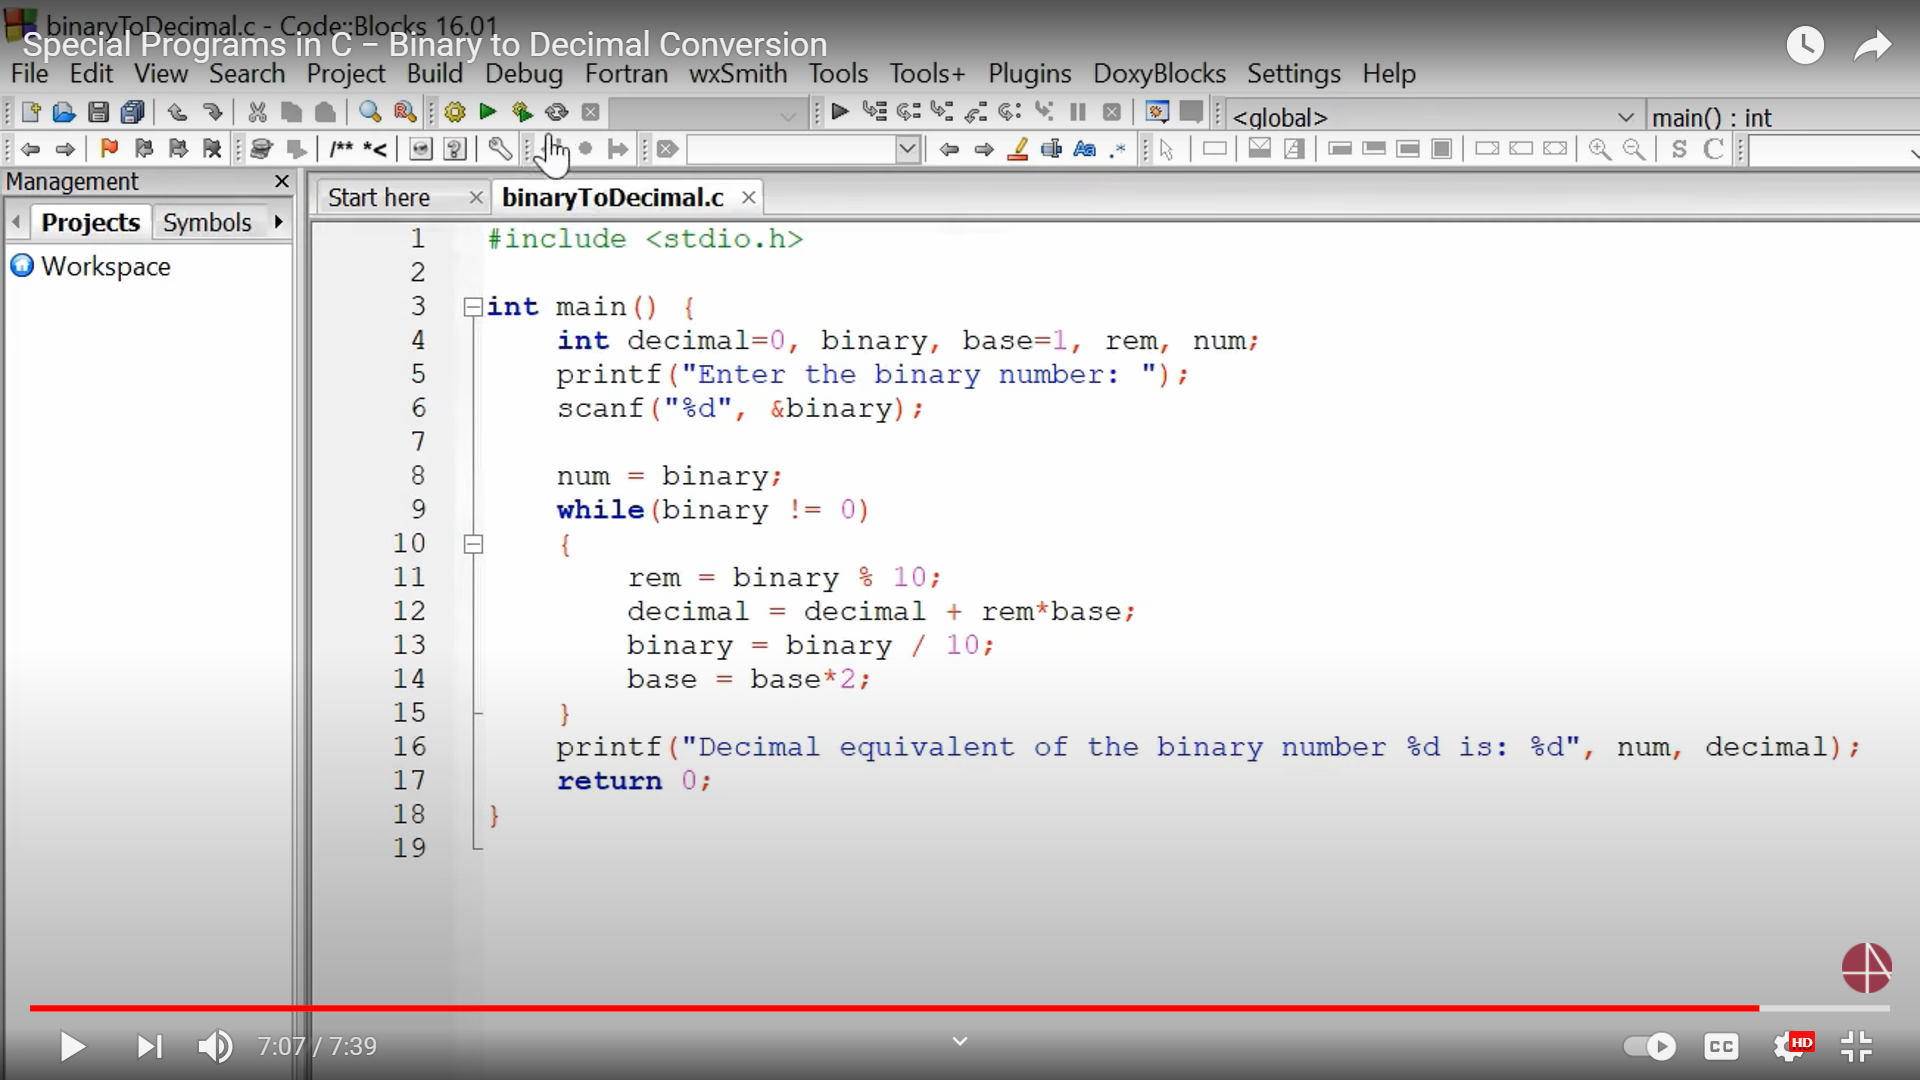 binaryToDecimal.c - Code::Blocks 16.01
Special Programs in C – Binary to Decimal Conversion
File Edit View Search Project Build Debug Fortran wxSmith Tools Tools+ Plugins DoxyBlocks Settings Help
<global> main() : int
/** *< Aa .* S C
Management
Start here binaryToDecimal.c
Projects Symbols
Workspace
1 #include <stdio.h>
2
3 int main() {
4 int decimal=0, binary, base=1, rem, num;
5 printf("Enter the binary number: ");
6 scanf("%d", &binary);
7
8 num = binary;
9 while(binary != 0)
10 {
11 rem = binary % 10;
12 decimal = decimal + rem*base;
13 binary = binary / 10;
14 base = base*2;
15 }
16 printf("Decimal equivalent of the binary number %d is: %d", num, decimal);
17 return 0;
18 }
19
7:07 / 7:39
CC HD